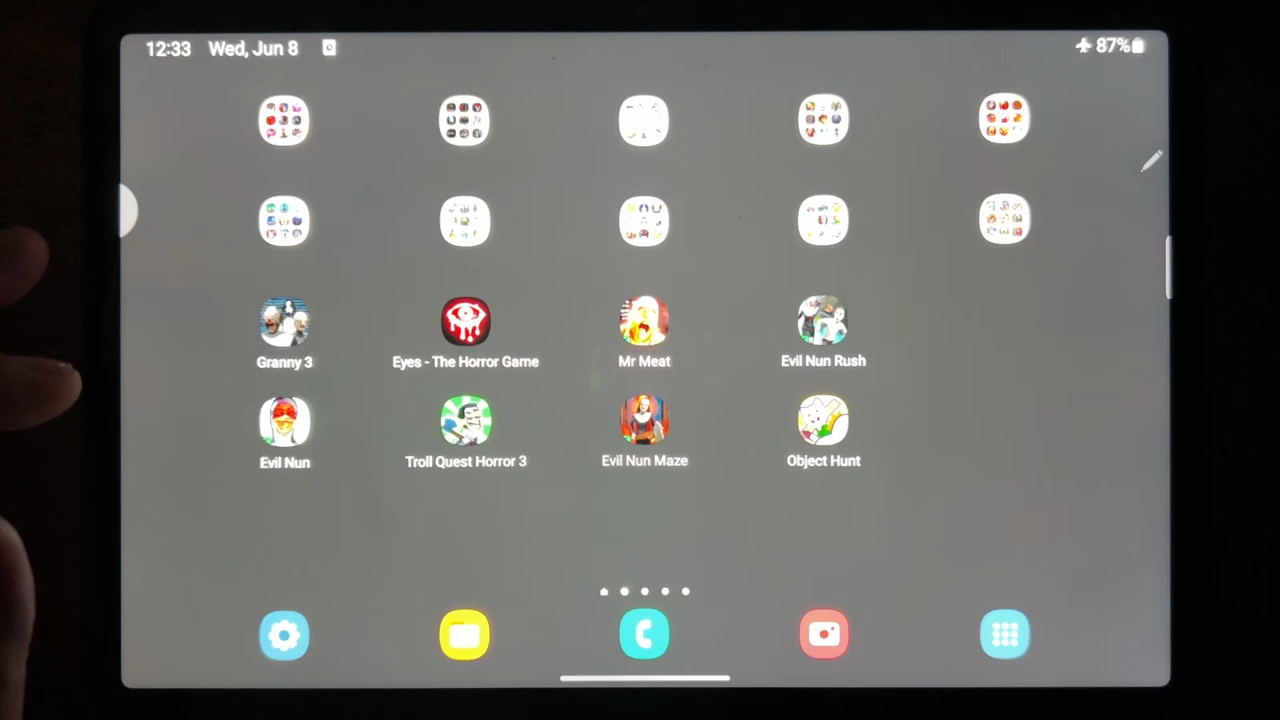 12:33 Wed, Jun 8 87%
Granny 3 Eyes - The Horror Game Mr Meat Evil Nun Rush
Evil Nun Troll Quest Horror 3 Evil Nun Maze Object Hunt